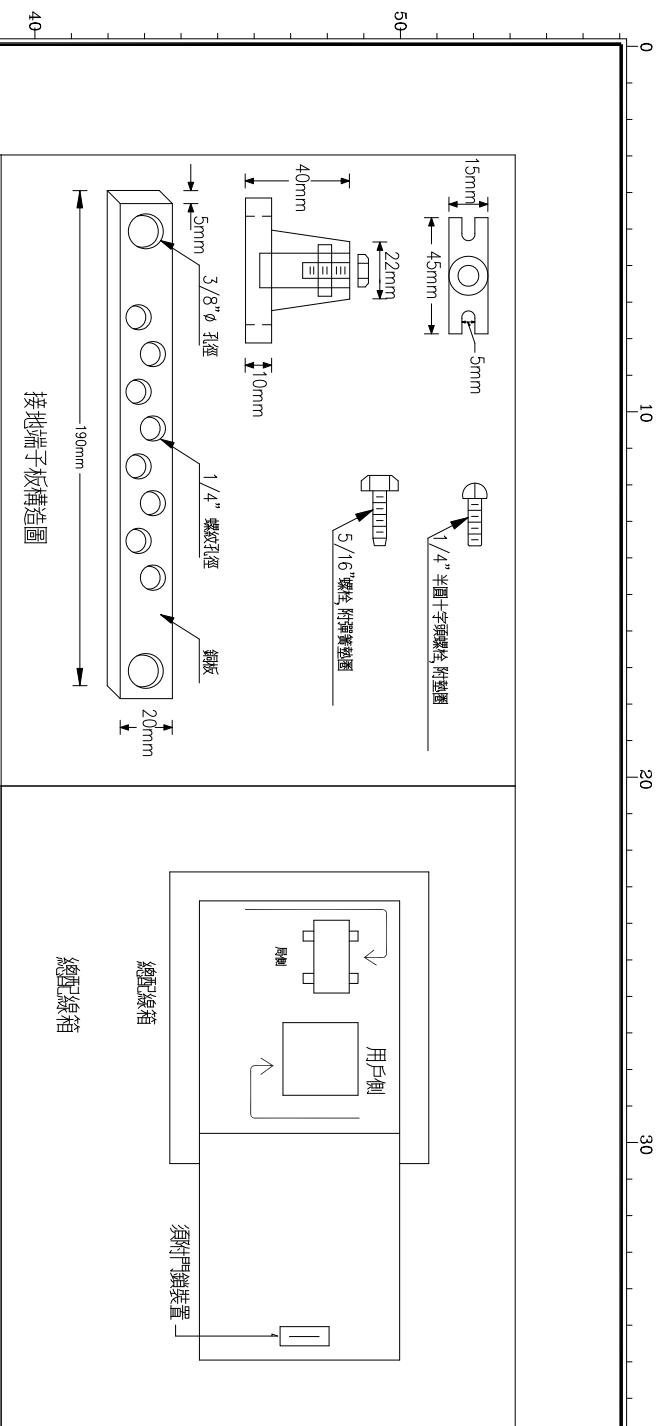 40
50
0
10
20
30
15mm
45mm
5mm
40mm
22mm
10mm
1/4" 半圓十字頭螺栓,附墊圈
5/16"螺栓,附彈簧墊圈
5mm
3/8"ø 孔徑
1/4" 螺紋孔徑
銅板
20mm
190mm
接地端子板構造圖
用戶側
局側
總配線箱
總配線箱
須附門鎖裝置